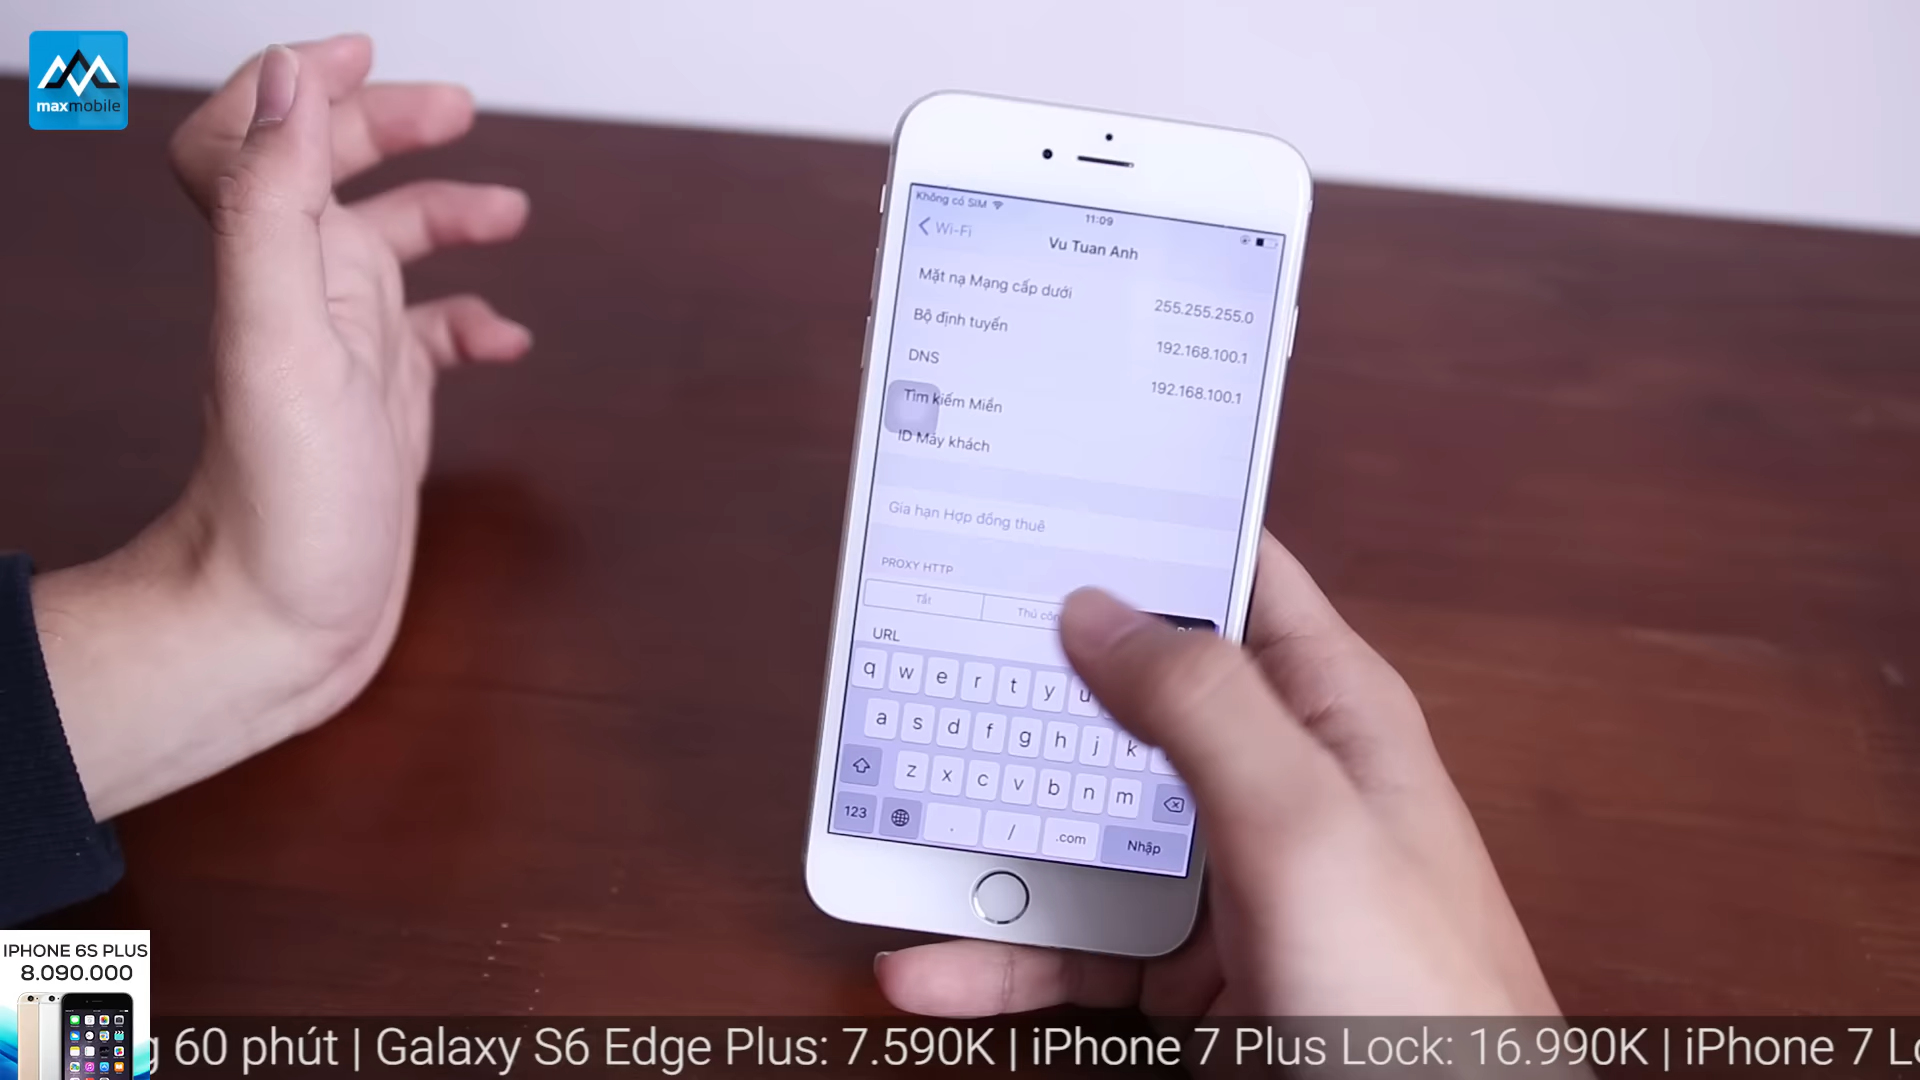 maxmobile
Không có SIM
11:09
Wi-Fi
Vu Tuan Anh
Mặt nạ Mạng cấp dưới 255.255.255.0
Bộ định tuyến 192.168.100.1
DNS 192.168.100.1
Tìm kiếm Miền
ID Máy khách
Gia hạn Hợp đồng thuê
PROXY HTTP
Tắt
URL
q w e r t y u
a s d f g h j k
z x c v b n m
123 . / .com Nhập
IPHONE 6S PLUS
8.090.000
60 phút | Galaxy S6 Edge Plus: 7.590K | iPhone 7 Plus Lock: 16.990K | iPhone 7